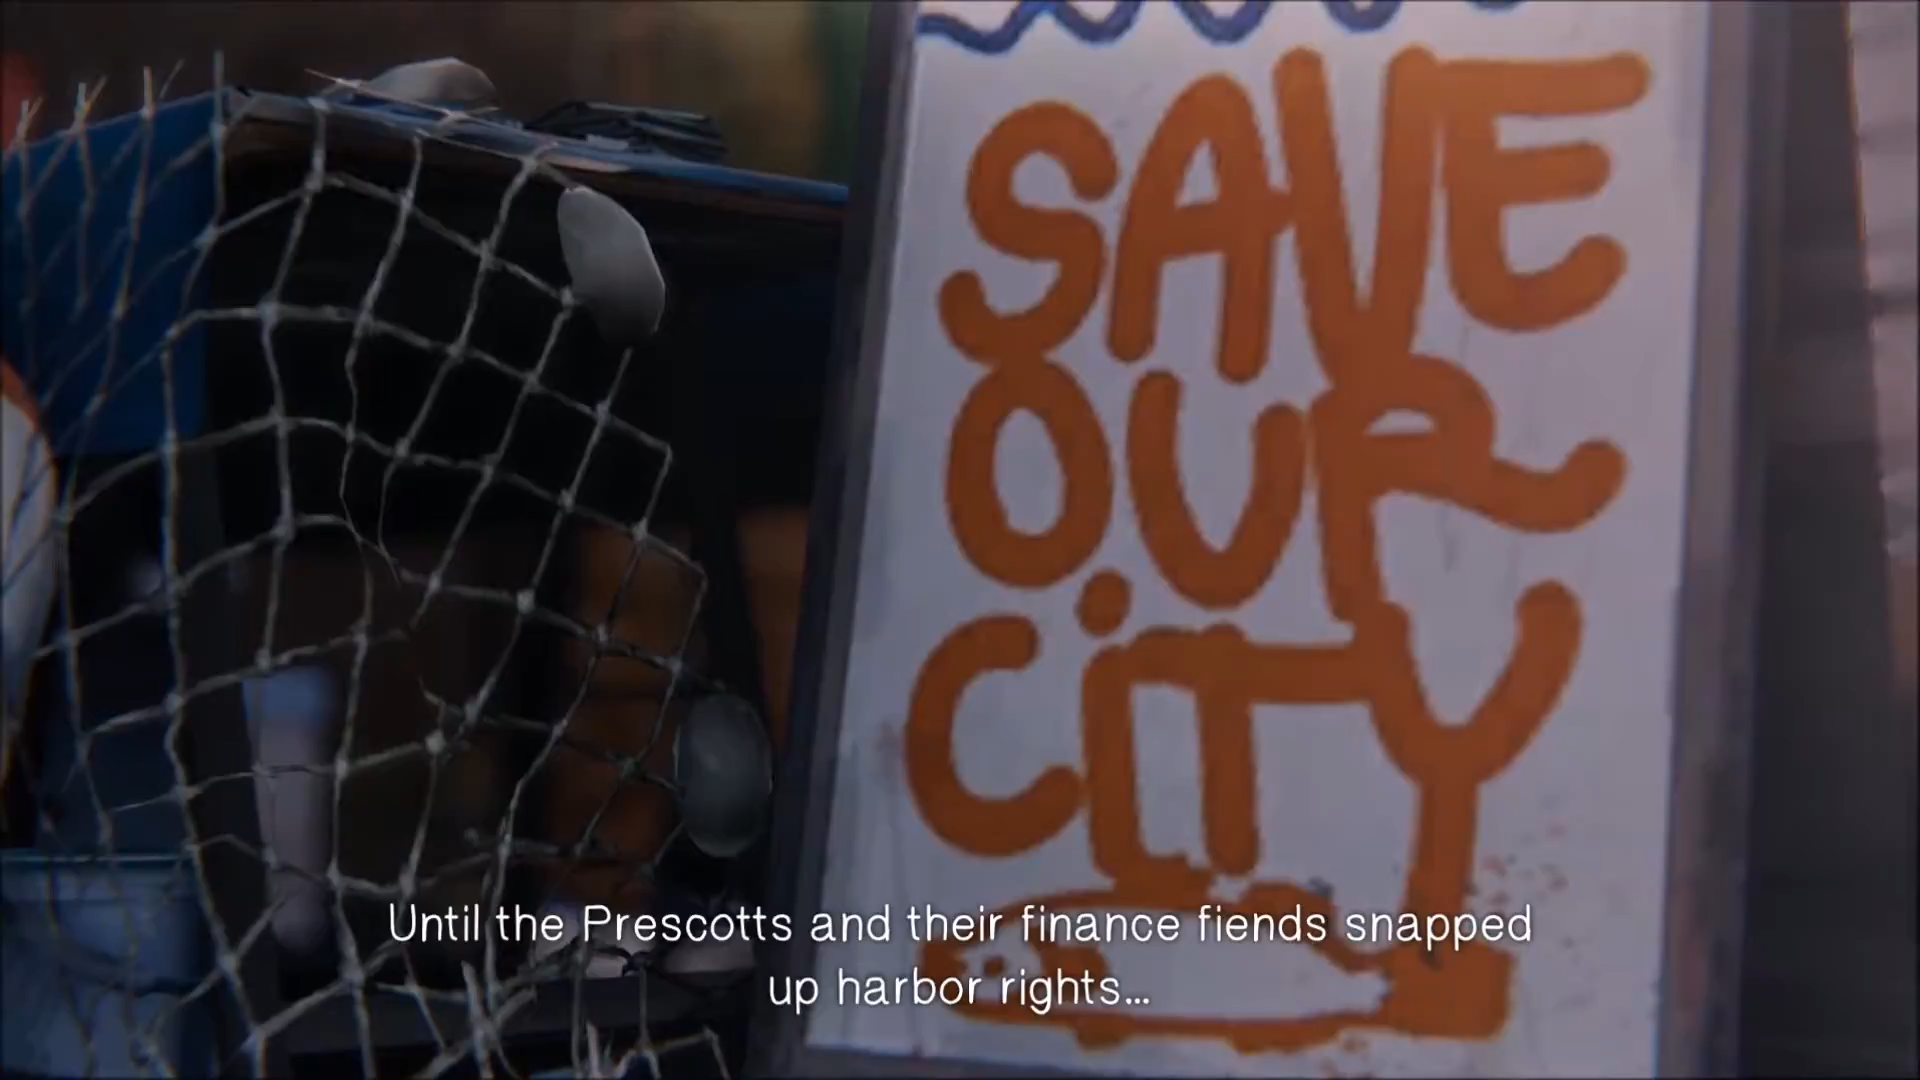 SAVE
OUR
CiTY
Until the Prescotts and their finance fiends snapped
up harbor rights...